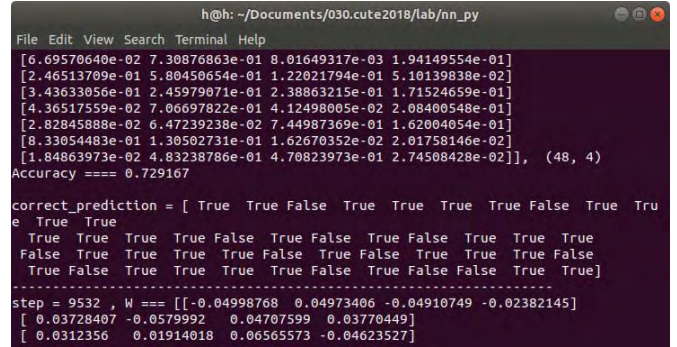 h@h: ~/Documents/030.cute2018/lab/nn_py
File Edit View Search Terminal Help
[6.69570640e-02 7.30876863e-01 8.01649317e-03 1.94149554e-01]
[2.46513709e-01 5.80450654e-01 1.22021794e-01 5.10139838e-02]
[3.43633056e-01 2.45979071e-01 2.38863215e-01 1.71524659e-01]
[4.36517559e-02 7.06697822e-01 4.12498005e-02 2.08400548e-01]
[2.82845888e-02 6.47239238e-02 7.44987369e-01 1.62004054e-01]
[8.33054483e-01 1.30502731e-01 1.62670352e-02 2.01758146e-02]
[1.84863973e-02 4.83238786e-01 4.70823973e-01 2.74508428e-02]], (48, 4)
Accuracy ==== 0.729167
correct_prediction = [ True True False True True True True False True Tru
e True True
True True True True False True False True False True True True
False True True True False True False True True True True False
True False True True True True False True False False True True]
------------------------------------------------------------------
step = 9532 , W === [[-0.04998768 0.04973406 -0.04910749 -0.02382145]
[ 0.03728407 -0.0579992 0.04707599 0.03770449]
[ 0.0312356 0.01914018 0.06565573 -0.04623527]